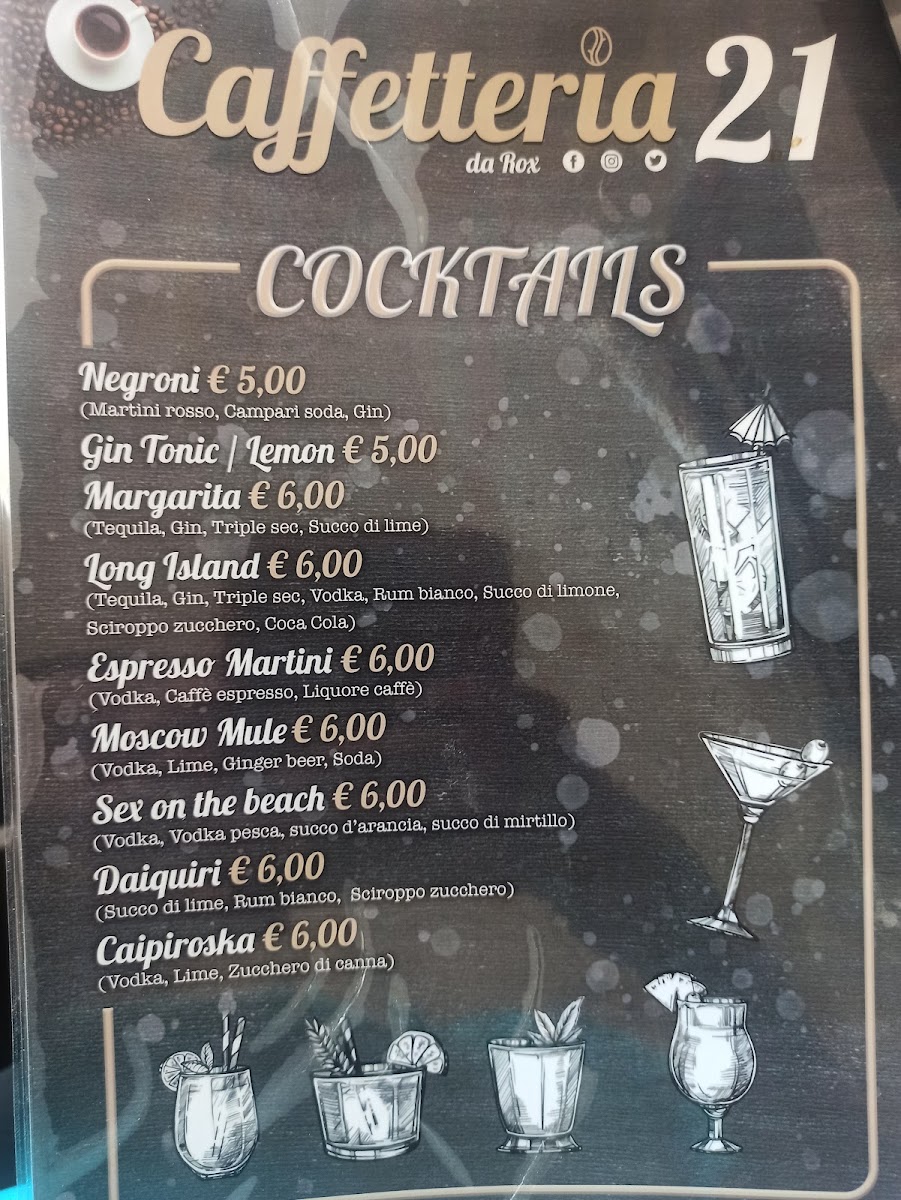 Caffetteria 21
da Rox
COCKTAILS
Negroni € 5,00
(Martini rosso, Campari soda, Gin)
Gin Tonic / Lemon € 5,00
Margarita € 6,00
(Tequila, Gin, Triple sec, Succo di lime)
Long Island € 6,00
(Tequila, Gin, Triple sec, Vodka, Rum bianco, Succo di limone,
Sciroppo zucchero, Coca Cola)
Espresso Martini € 6,00
(Vodka, Caffè espresso, Liquore caffè)
Moscow Mule € 6,00
(Vodka, Lime, Ginger beer, Soda)
Sex on the beach € 6,00
(Vodka, Vodka pesca, succo d'arancia, succo di mirtillo)
Daiquiri € 6,00
(Succo di lime, Rum bianco, Sciroppo zucchero)
Caipiroska € 6,00
(Vodka, Lime, Zucchero di canna)